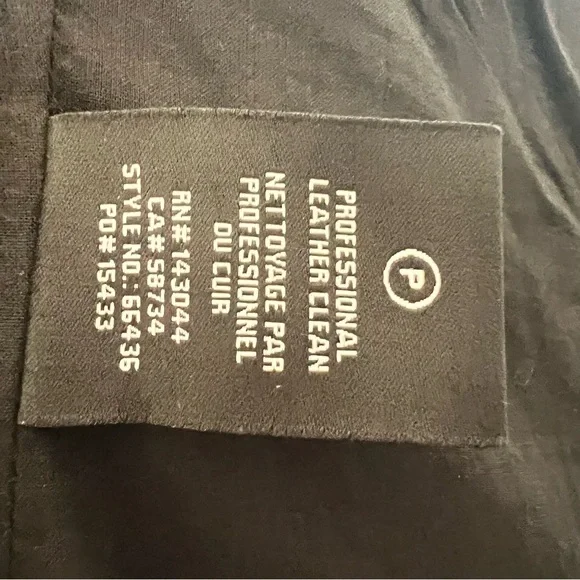 P
PROFESSIONAL
LEATHER CLEAN
NETTOYAGE PAR
PROFESSIONNEL
DU CUIR
RN# 143044
CA# 58734
STYLE NO.: 66436
PO# 15433